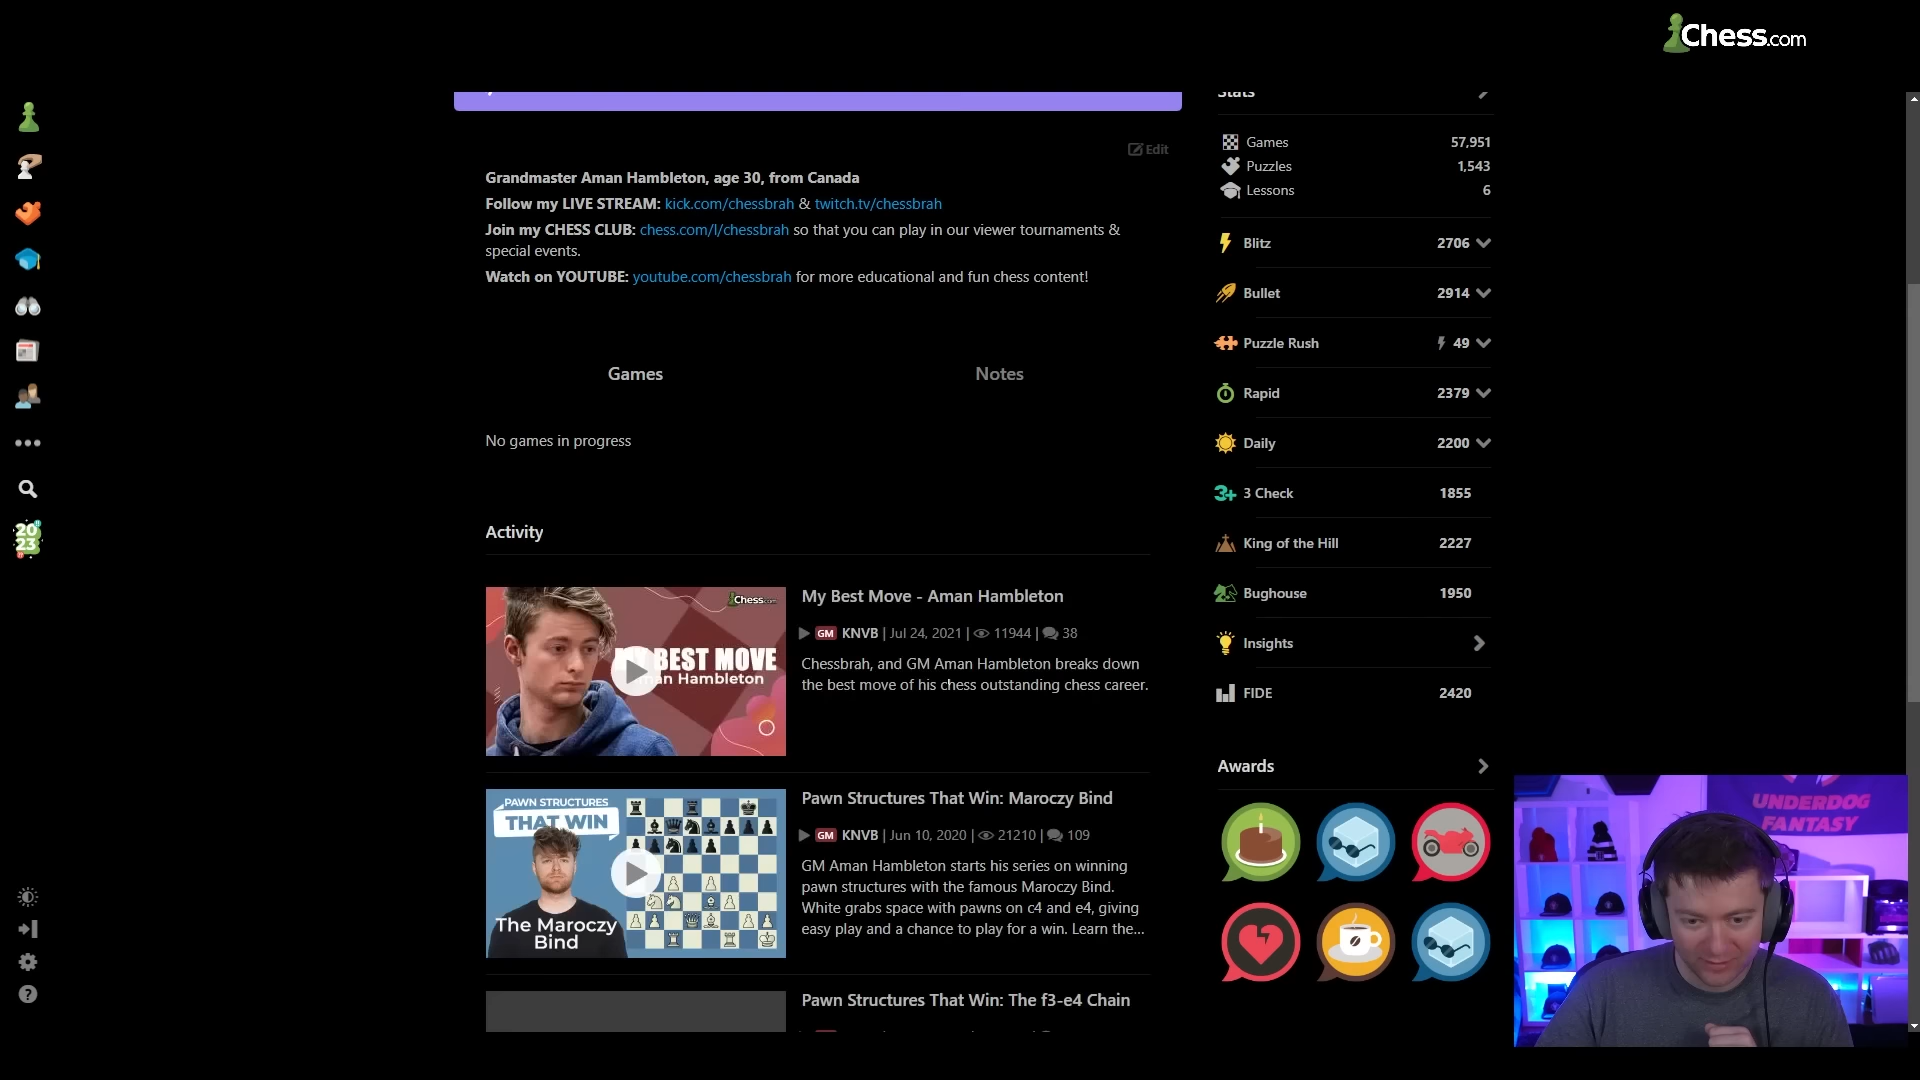 Chess.com
Stats
Edit
Grandmaster Aman Hambleton, age 30, from Canada
Follow my LIVE STREAM: kick.com/chessbrah & twitch.tv/chessbrah
Join my CHESS CLUB: chess.com/l/chessbrah so that you can play in our viewer tournaments &
special events.
Watch on YOUTUBE: youtube.com/chessbrah for more educational and fun chess content!
Games
Notes
No games in progress
Activity
Chess.com
MY BEST MOVE
Aman Hambleton
My Best Move - Aman Hambleton
GM KNVB | Jul 24, 2021 | 11944 | 38
Chessbrah, and GM Aman Hambleton breaks down
the best move of his chess outstanding chess career.
PAWN STRUCTURES
THAT WIN
The Maroczy
Bind
Pawn Structures That Win: Maroczy Bind
GM KNVB | Jun 10, 2020 | 21210 | 109
GM Aman Hambleton starts his series on winning
pawn structures with the famous Maroczy Bind.
White grabs space with pawns on c4 and e4, giving
easy play and a chance to play for a win. Learn the...
Pawn Structures That Win: The f3-e4 Chain
Games 57,951
Puzzles 1,543
Lessons 6
Blitz 2706
Bullet 2914
Puzzle Rush 49
Rapid 2379
Daily 2200
3+ 3 Check 1855
King of the Hill 2227
Bughouse 1950
Insights
FIDE 2420
Awards
2023
UNDERDOG
FANTASY